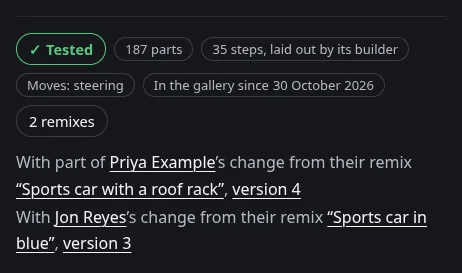 ✓ Tested
187 parts
35 steps, laid out by its builder
Moves: steering
In the gallery since 30 October 2026
2 remixes
With part of Priya Example’s change from their remix
“Sports car with a roof rack”, version 4
With Jon Reyes’s change from their remix “Sports car in
blue”, version 3